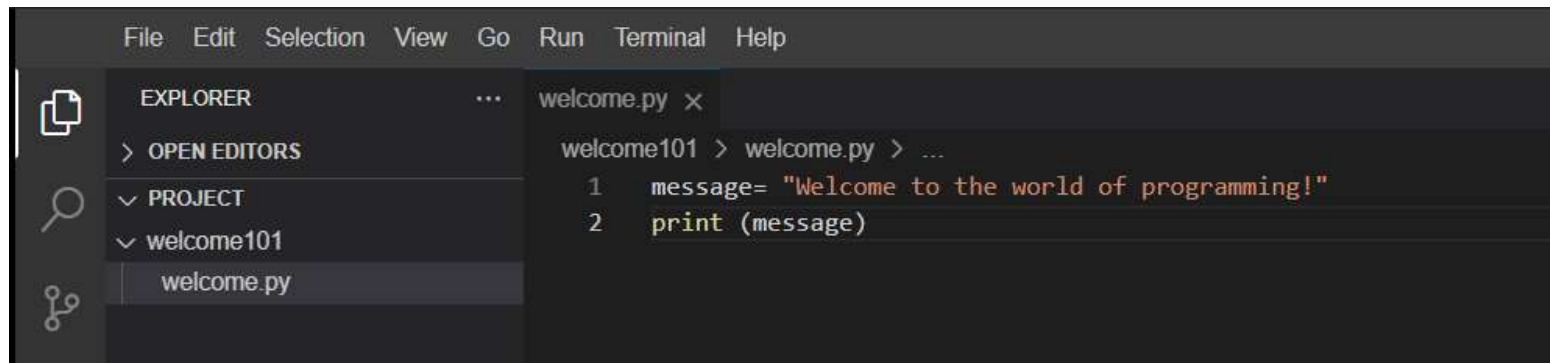 File Edit Selection View Go Run Terminal Help
EXPLORER ...
> OPEN EDITORS
PROJECT
welcome101
welcome.py
welcome.py ×
welcome101 > welcome.py > ...
1 message= "Welcome to the world of programming!"
2 print (message)